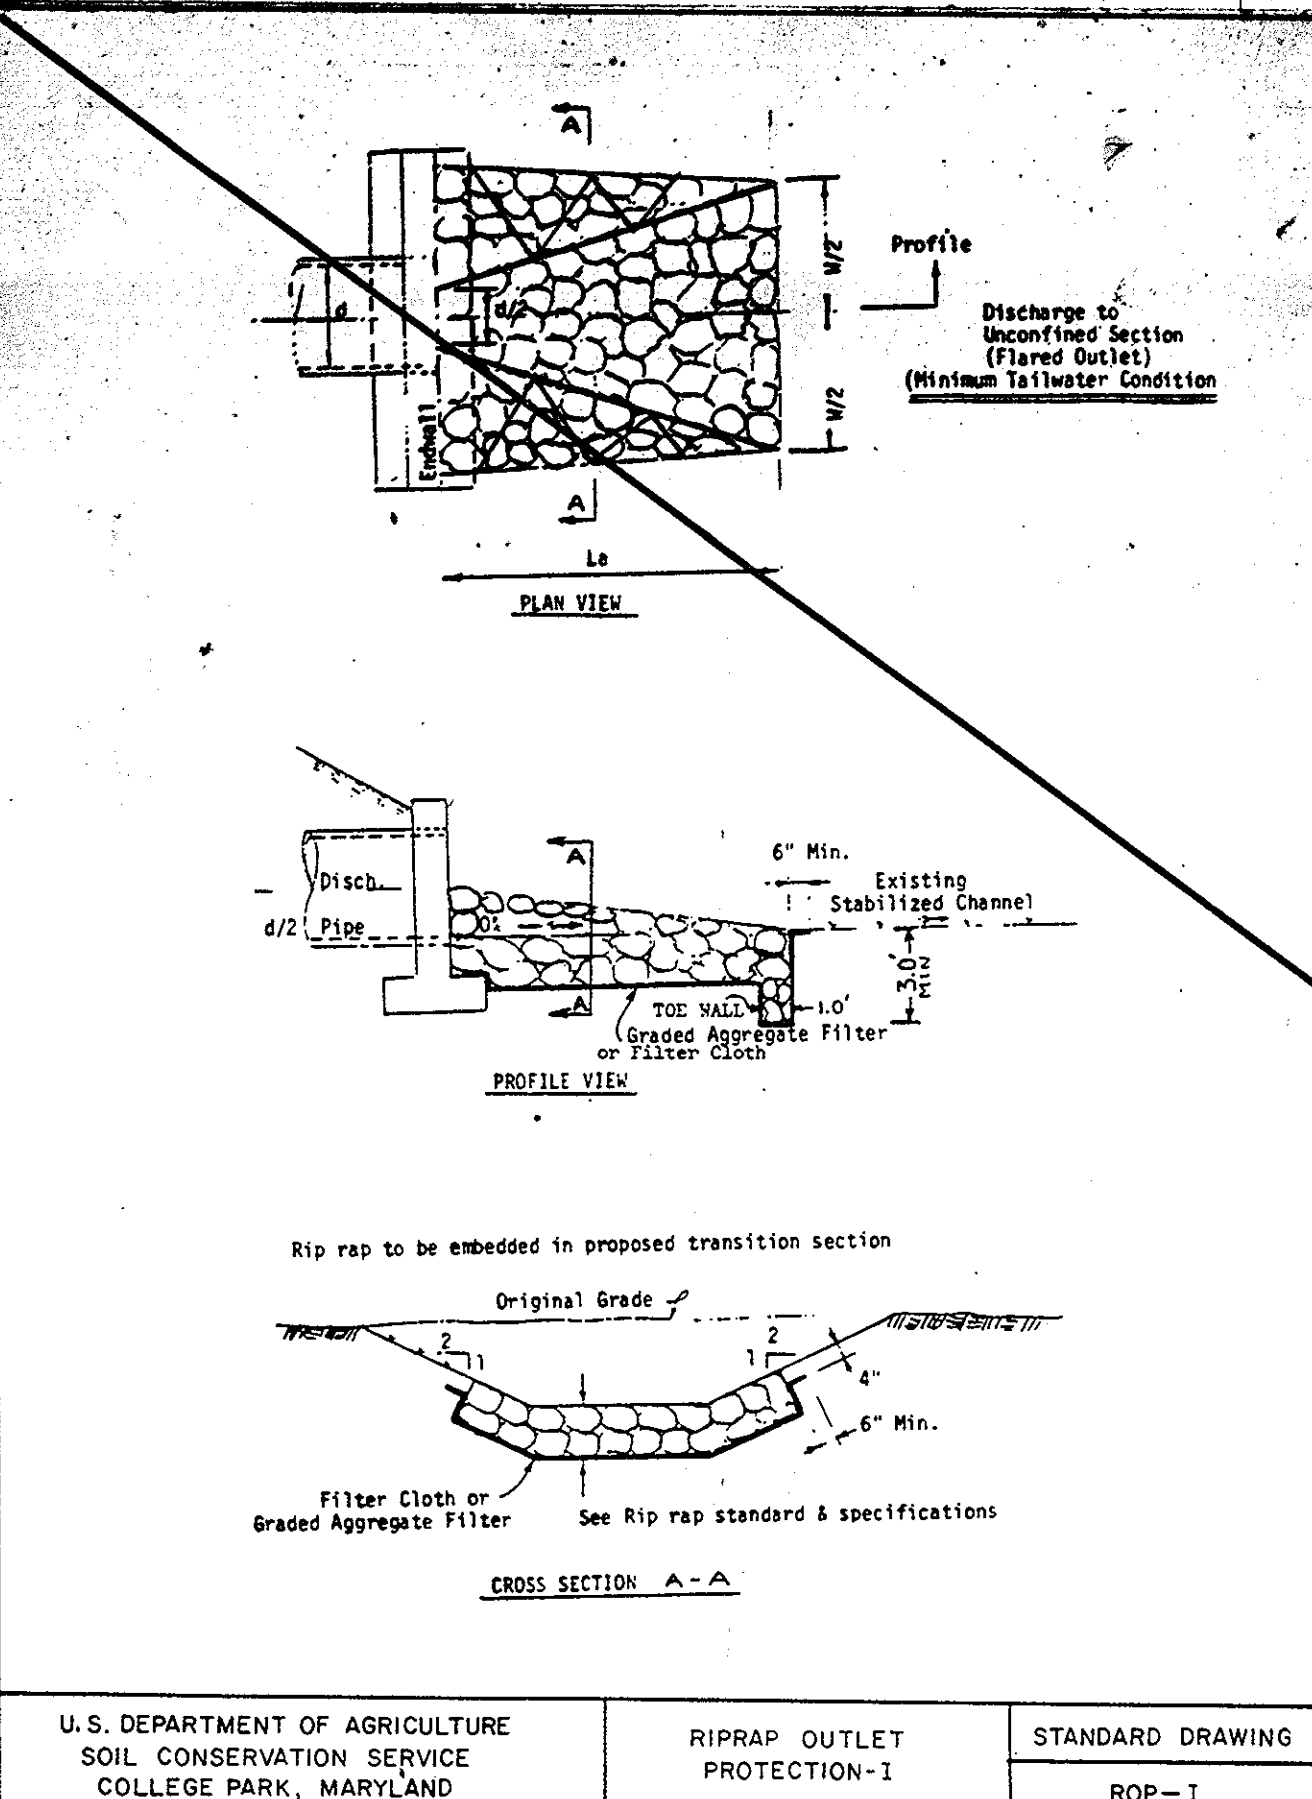 A
W/2
Profile
d
d/2
Discharge to
Unconfined Section
(Flared Outlet)
(Minimum Tailwater Condition
W/2
Endwall
A
La
PLAN VIEW
A
6" Min.
Disch.
Existing
Stabilized Channel
d/2
Pipe
0%
3.0'
MIN
A
TOE WALL
1.0'
Graded Aggregate Filter
or Filter Cloth
PROFILE VIEW
Rip rap to be embedded in proposed transition section
Original Grade
2
1
2
1
4"
6" Min.
Filter Cloth or
Graded Aggregate Filter
See Rip rap standard & specifications
CROSS SECTION A-A
U.S. DEPARTMENT OF AGRICULTURE
SOIL CONSERVATION SERVICE
COLLEGE PARK, MARYLAND
RIPRAP OUTLET
PROTECTION-I
STANDARD DRAWING
ROP-I